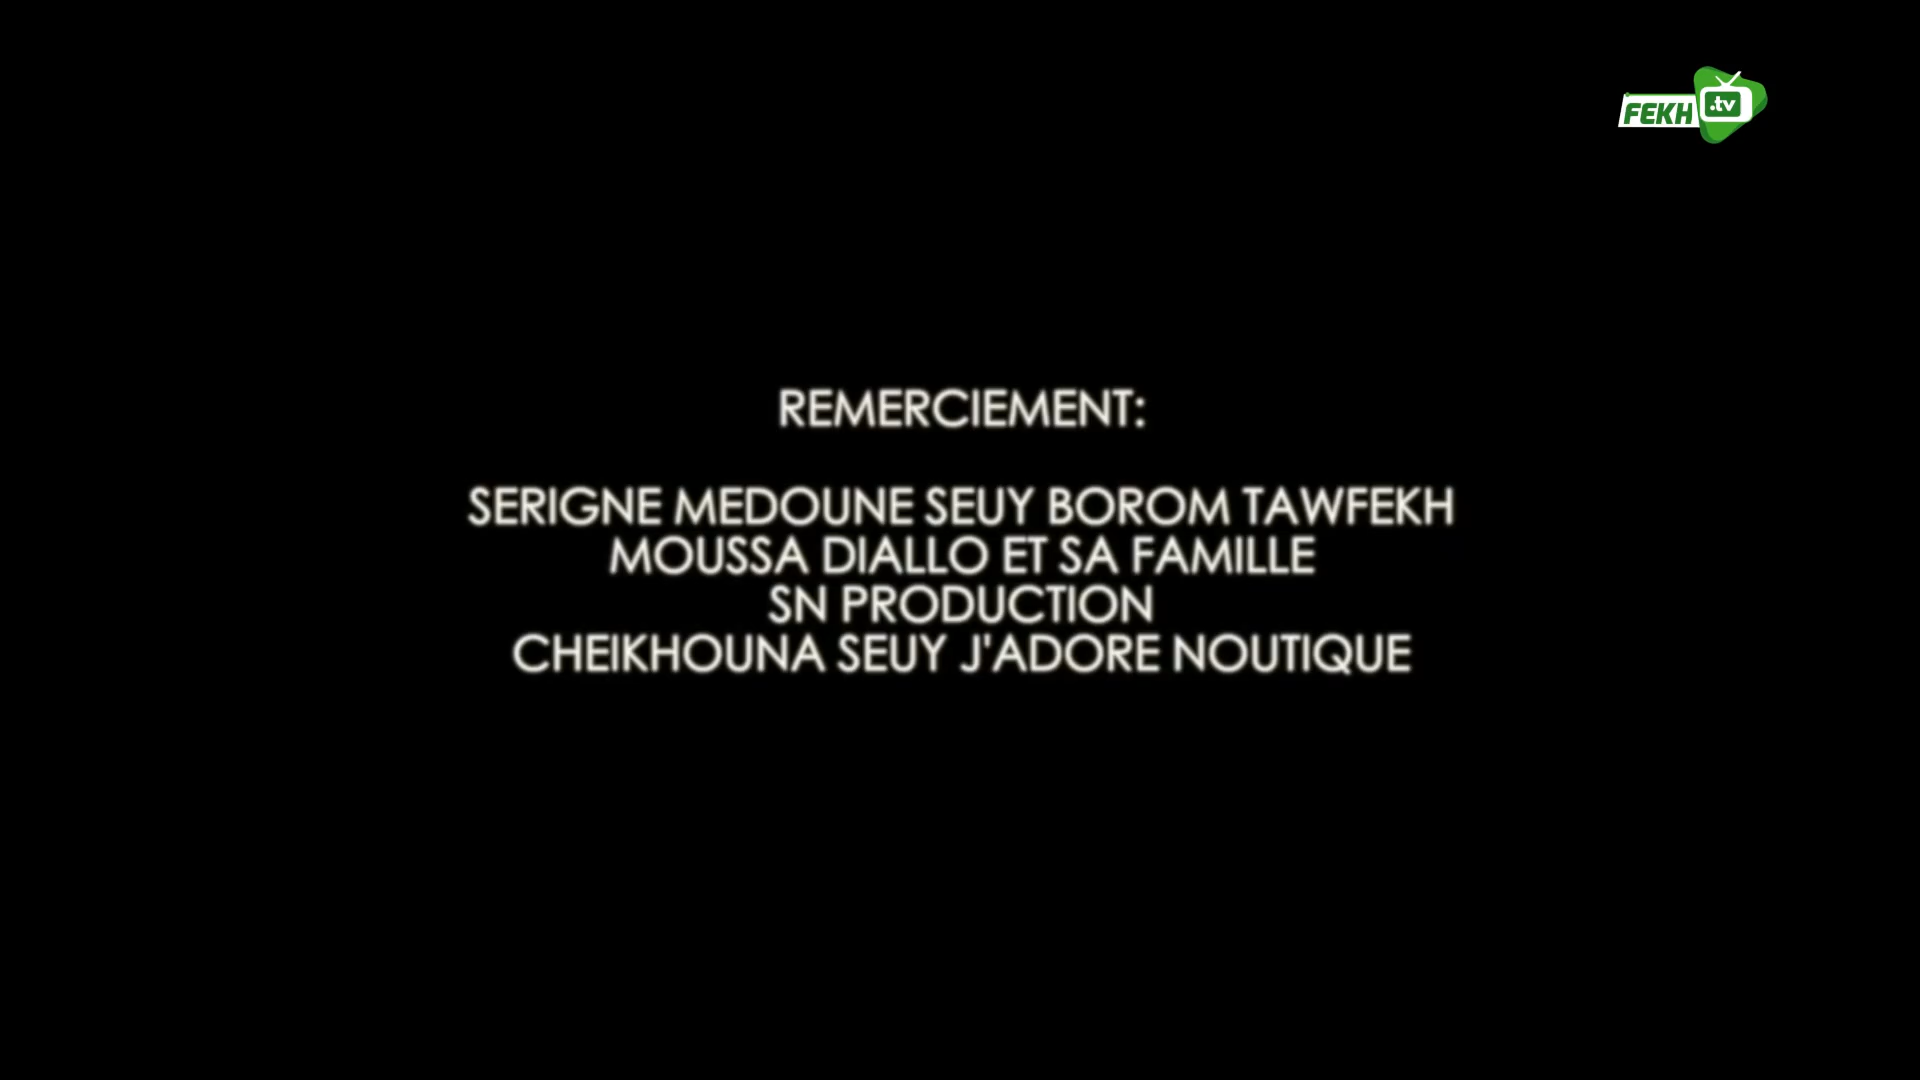 FEKH .tv
REMERCIEMENT:
SERIGNE MEDOUNE SEUY BOROM TAWFEKH
MOUSSA DIALLO ET SA FAMILLE
SN PRODUCTION
CHEIKHOUNA SEUY J'ADORE NOUTIQUE